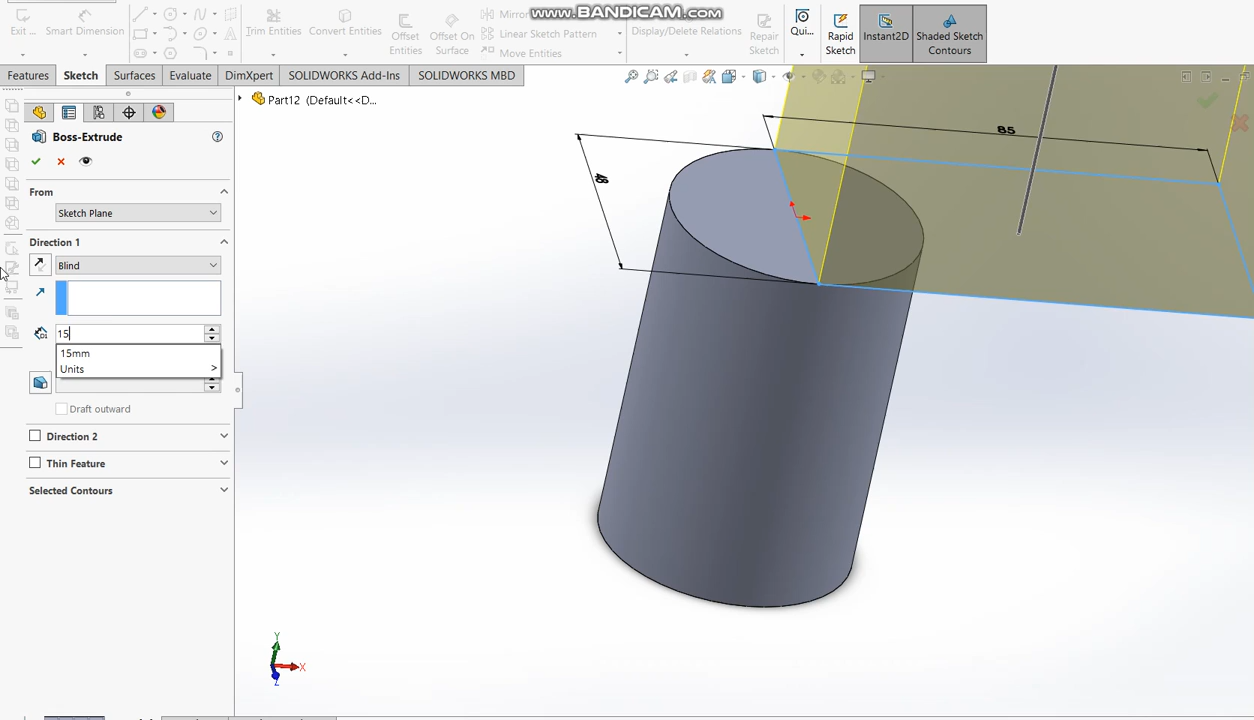 www.BANDICAM.com
Exit ...
Smart Dimension
Trim Entities
Convert Entities
Offset Entities
Offset On Surface
Mirror
Linear Sketch Pattern
Move Entities
Display/Delete Relations
Repair Sketch
Qui...
Rapid Sketch
Instant2D
Shaded Sketch Contours
Features
Sketch
Surfaces
Evaluate
DimXpert
SOLIDWORKS Add-Ins
SOLIDWORKS MBD
Part12 (Default<<D...
Boss-Extrude
From
Sketch Plane
Direction 1
Blind
D1
15
15mm
Units >
Draft outward
Direction 2
Thin Feature
Selected Contours
85
Y
X
Z